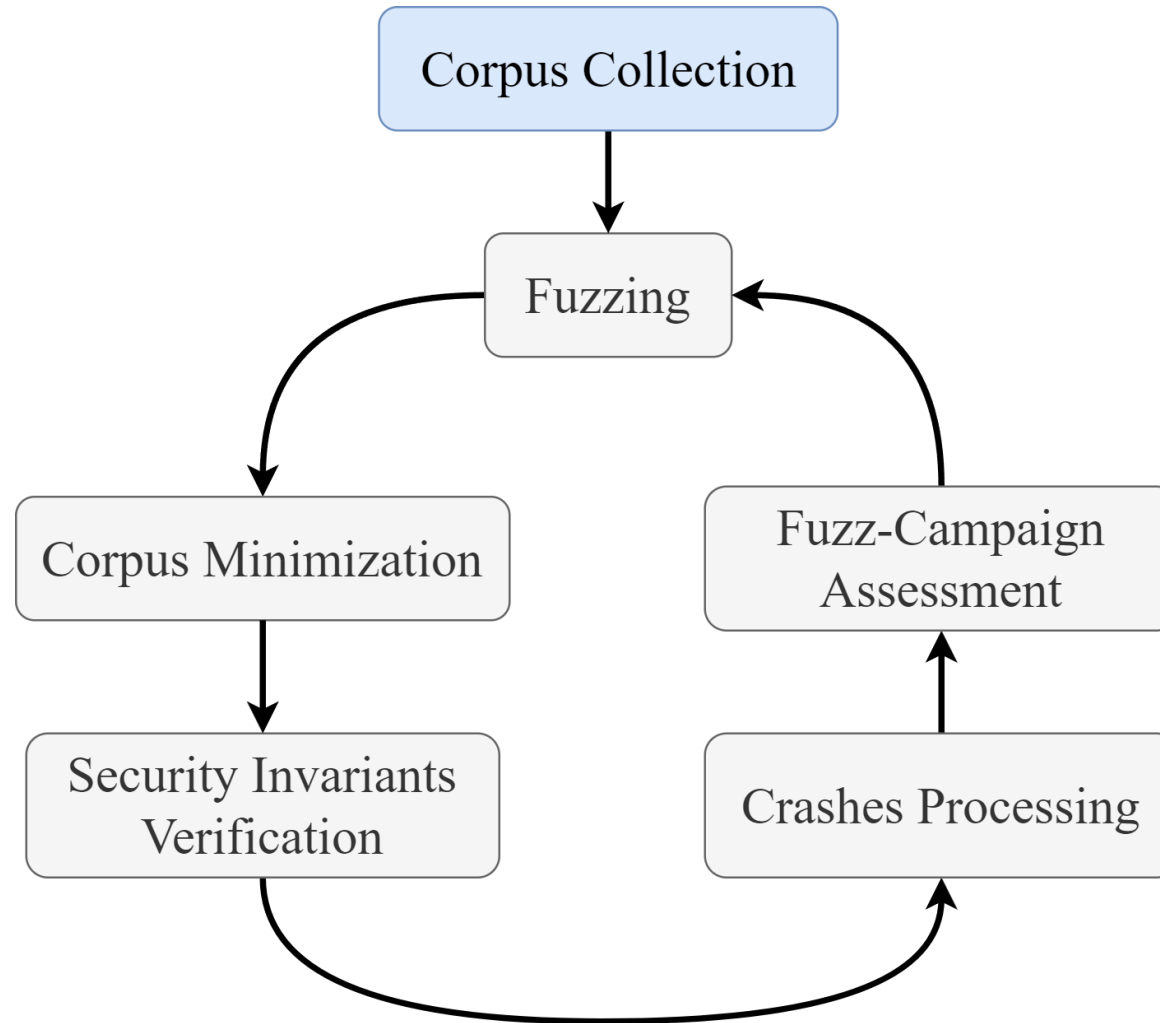 Corpus Collection
Fuzzing
Corpus Minimization
Security Invariants
Verification
Crashes Processing
Fuzz-Campaign
Assessment